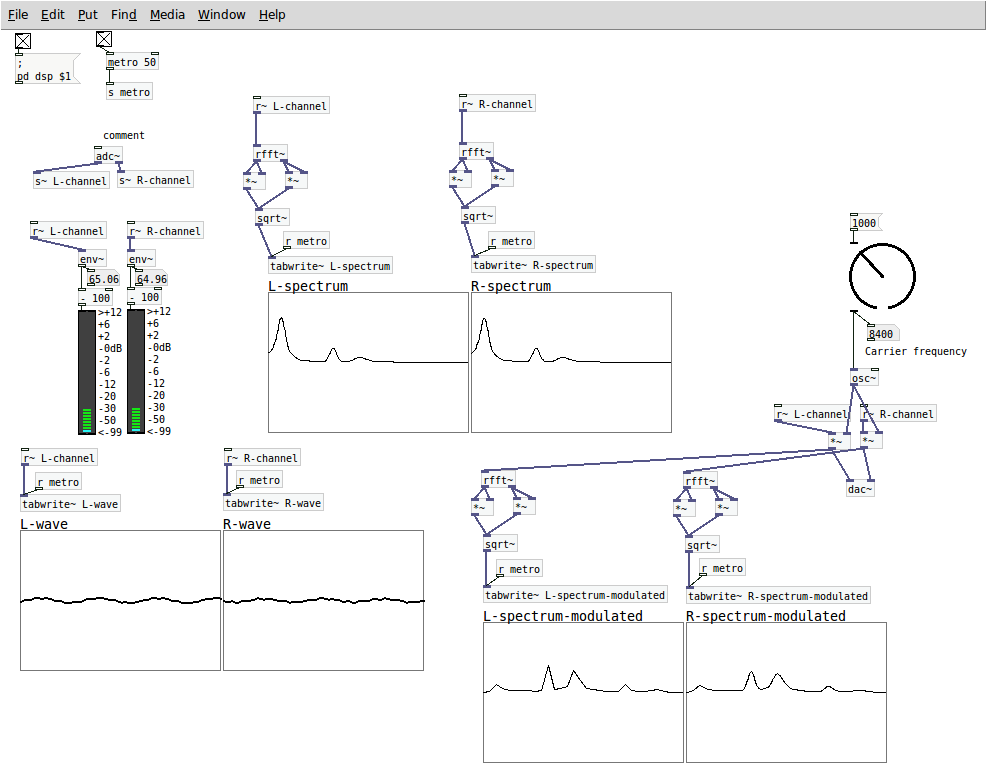 File Edit Put Find Media Window Help
;
pd dsp $1
metro 50
s metro
comment
adc~
s~ L-channel
s~ R-channel
r~ L-channel
r~ R-channel
env~
env~
65.06
64.96
- 100
- 100
>+12
+6
+2
-0dB
-2
-6
-12
-20
-30
-50
<-99
>+12
+6
+2
-0dB
-2
-6
-12
-20
-30
-50
<-99
r~ L-channel
rfft~
*~
*~
sqrt~
r metro
tabwrite~ L-spectrum
L-spectrum
r~ R-channel
rfft~
*~
*~
sqrt~
r metro
tabwrite~ R-spectrum
R-spectrum
1000
8400
Carrier frequency
osc~
r~ L-channel
r~ R-channel
*~
*~
dac~
r~ L-channel
r metro
tabwrite~ L-wave
L-wave
r~ R-channel
r metro
tabwrite~ R-wave
R-wave
rfft~
*~
*~
sqrt~
r metro
tabwrite~ L-spectrum-modulated
L-spectrum-modulated
rfft~
*~
*~
sqrt~
r metro
tabwrite~ R-spectrum-modulated
R-spectrum-modulated